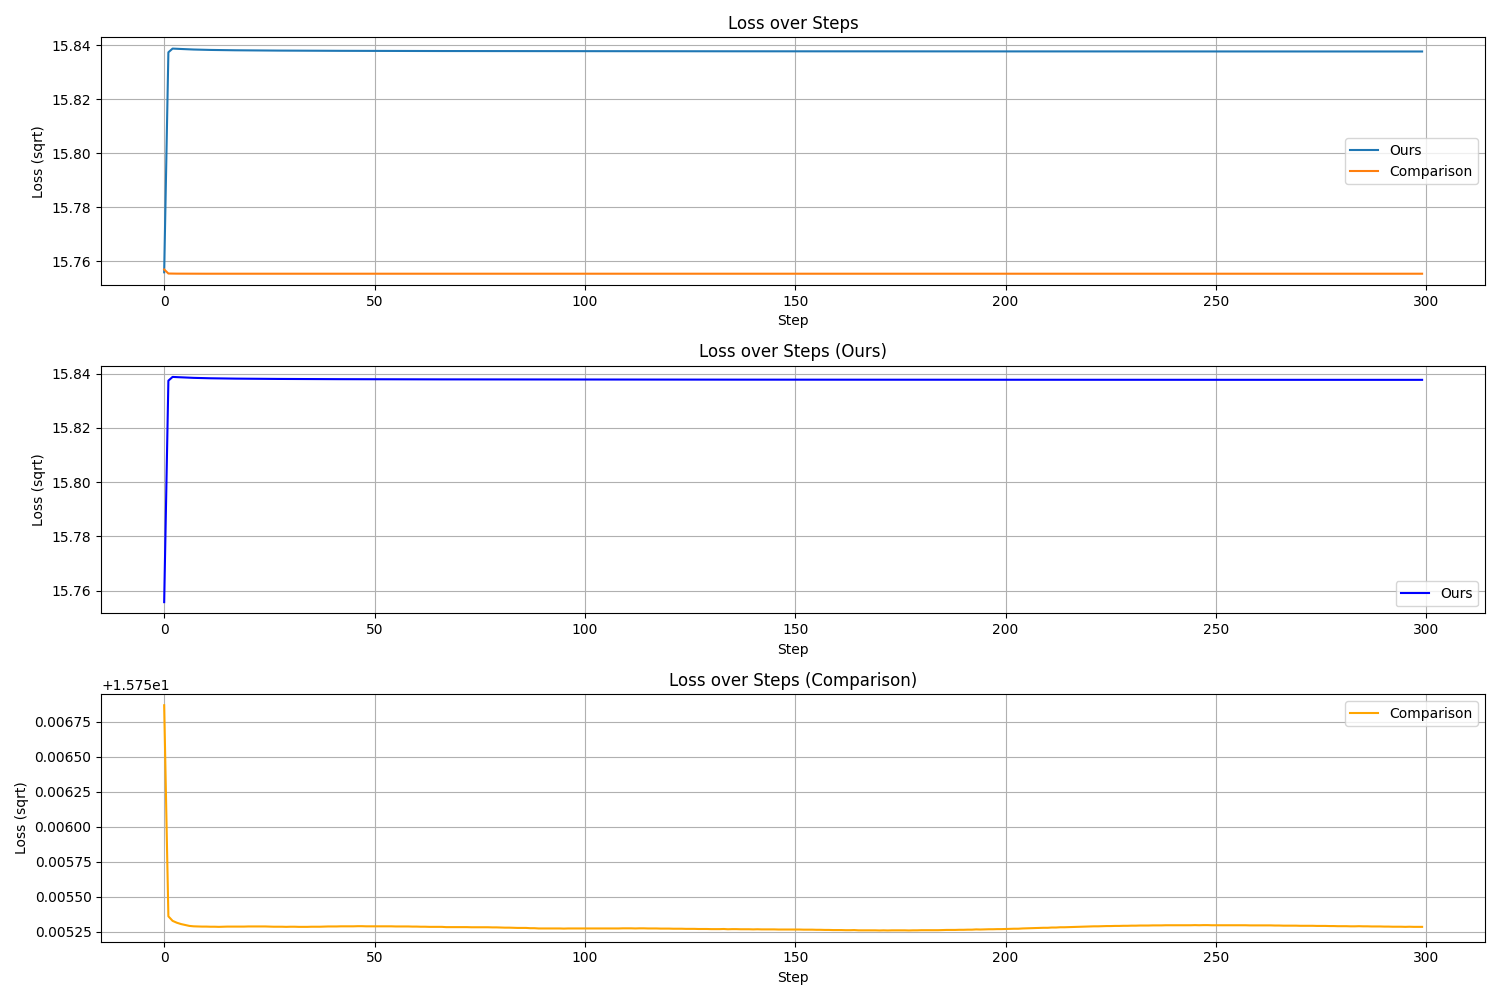 Loss over Steps
Loss (sqrt)
15.84
15.82
15.80
15.78
15.76
Ours
Comparison
0 50 100 150 200 250 300
Step
Loss over Steps (Ours)
Loss (sqrt)
15.84
15.82
15.80
15.78
15.76
Ours
0 50 100 150 200 250 300
Step
Loss over Steps (Comparison)
+1.575e1
Loss (sqrt)
Comparison
0.00675
0.00650
0.00625
0.00600
0.00575
0.00550
0.00525
0 50 100 150 200 250 300
Step